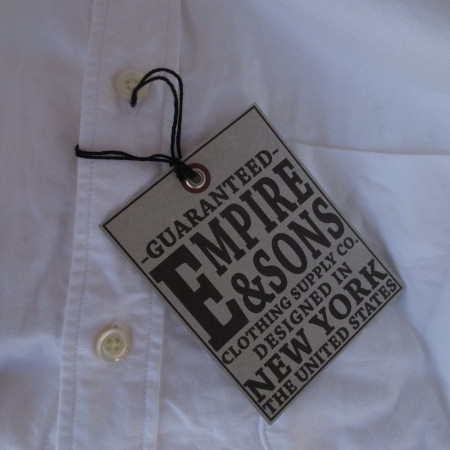 -GUARANTEED-
EMPIRE
&SONS
CLOTHING SUPPLY CO.
DESIGNED IN
NEW YORK
THE UNITED STATES